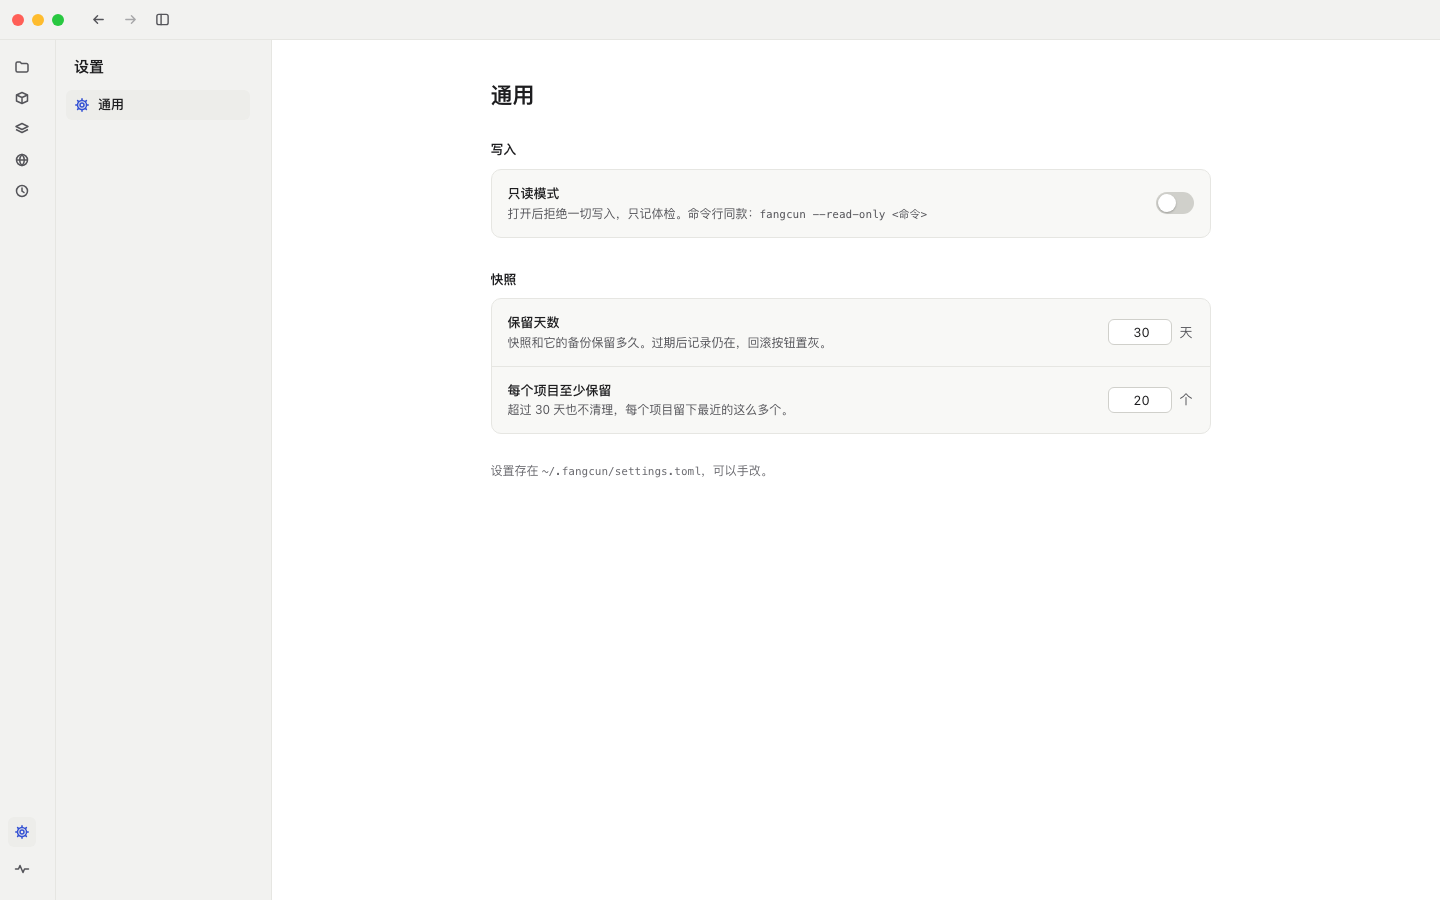 设置
通用
通用
写入
只读模式
打开后拒绝一切写入，只记体检。命令行同款：fangcun --read-only <命令>
快照
保留天数
快照和它的备份保留多久。过期后记录仍在，回滚按钮置灰。
30 天
每个项目至少保留
超过 30 天也不清理，每个项目留下最近的这么多个。
20 个
设置存在 ~/.fangcun/settings.toml，可以手改。